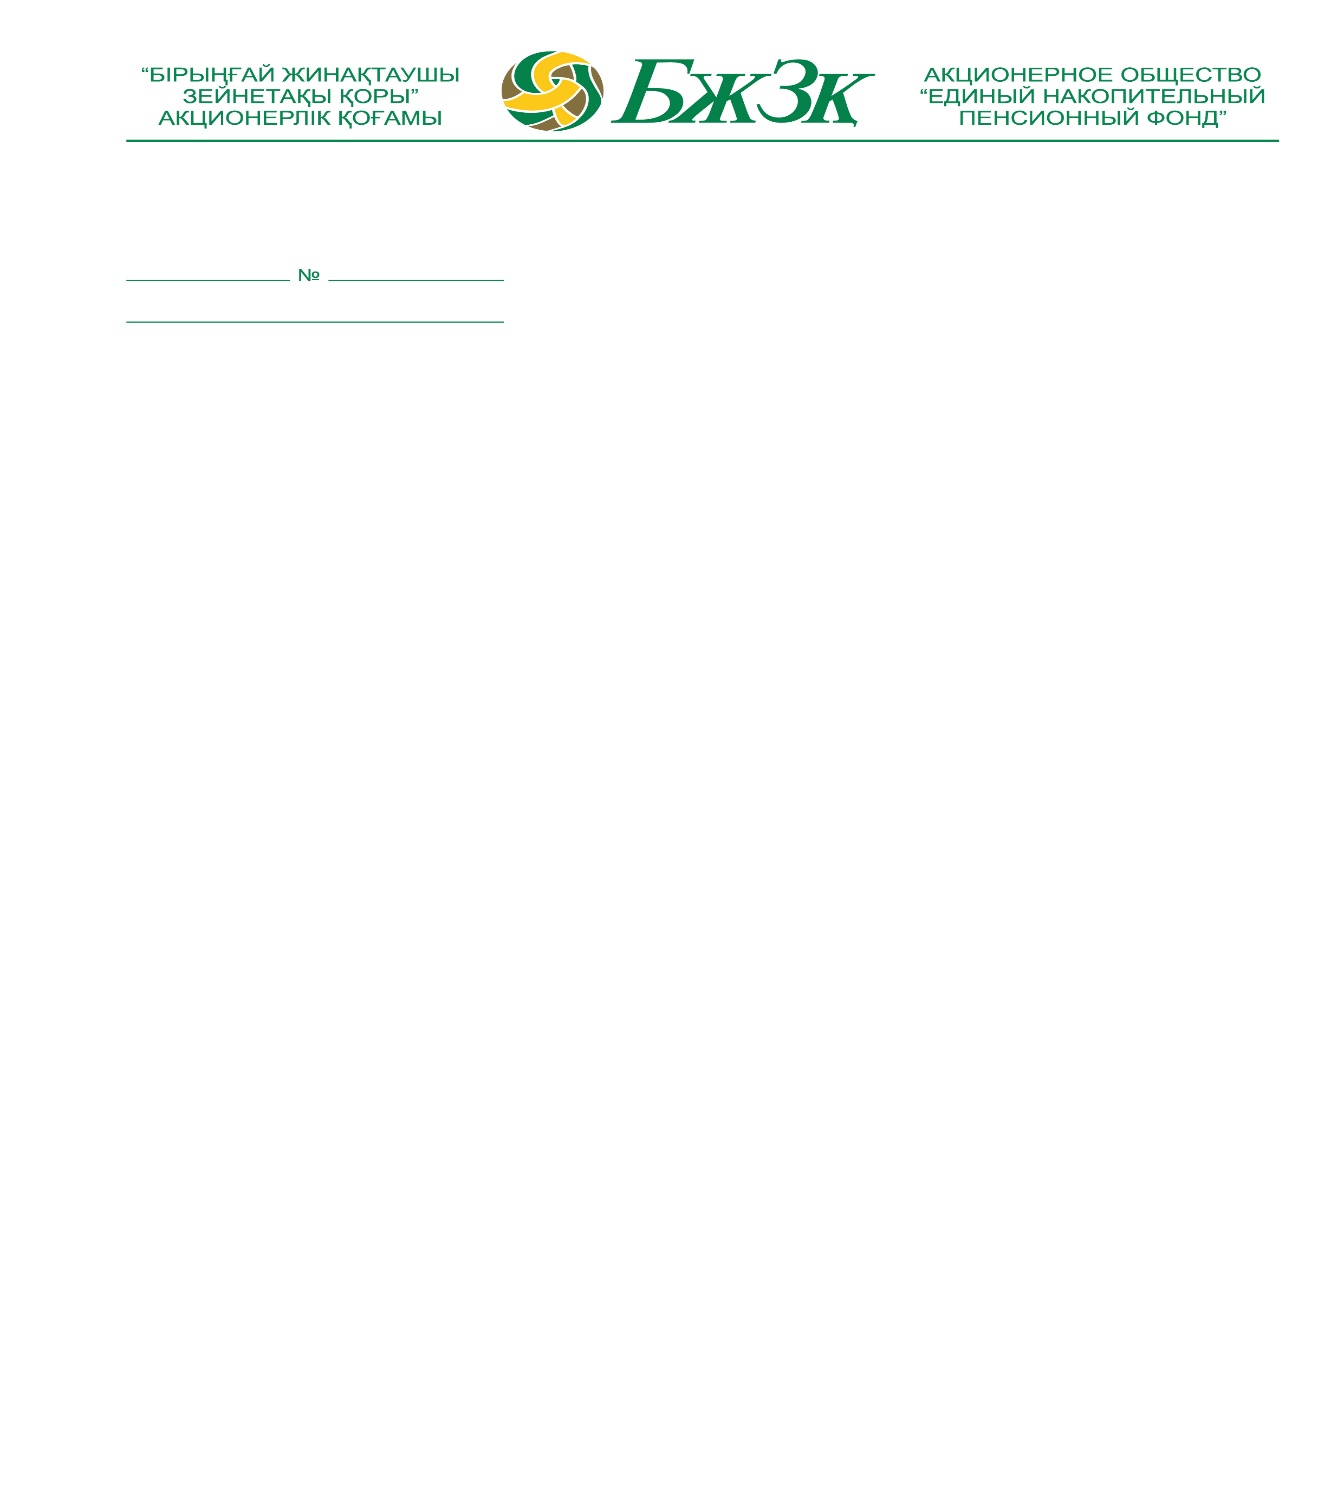 “БІРЫҢҒАЙ ЖИНАҚТАУШЫ
ЗЕЙНЕТАҚЫ ҚОРЫ”
АКЦИОНЕРЛІК ҚОҒАМЫ
БжЗқ
АКЦИОНЕРНОЕ ОБЩЕСТВО
“ЕДИНЫЙ НАКОПИТЕЛЬНЫЙ
ПЕНСИОННЫЙ ФОНД”
№